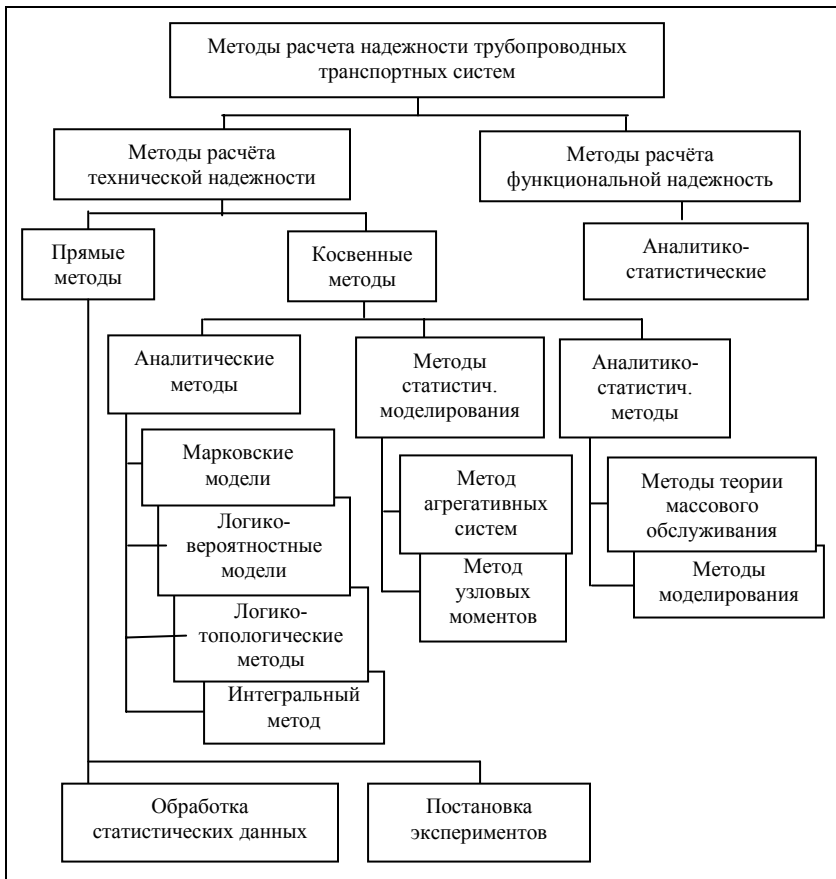 Методы расчета надежности трубопроводных
транспортных систем
Методы расчёта
технической надежности
Методы расчёта
функциональной надежность
Прямые
методы
Косвенные
методы
Аналитико-
статистические
Аналитические
методы
Методы
статистич.
моделирования
Аналитико-
статистич.
методы
Марковские
модели
Логико-
вероятностные
модели
Логико-
топологические
методы
Интегральный
метод
Метод
агрегативных
систем
Метод
узловых
моментов
Методы теории
массового
обслуживания
Методы
моделирования
Обработка
статистических данных
Постановка
экспериментов